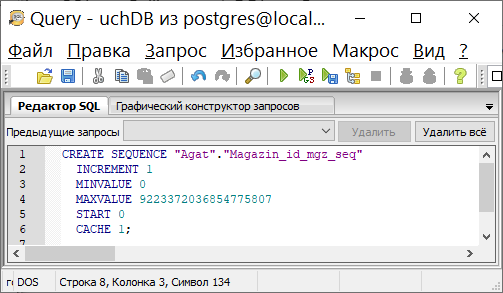 Query - uchDB из postgres@local...
Файл Правка Запрос Избранное Макрос Вид ?
Редактор SQL Графический конструктор запросов
Предыдущие запросы Удалить Удалить всё
1 CREATE SEQUENCE "Agat"."Magazin_id_mgz_seq"
2 INCREMENT 1
3 MINVALUE 0
4 MAXVALUE 9223372036854775807
5 START 0
6 CACHE 1;
7
DOS Строка 8, Колонка 3, Символ 134